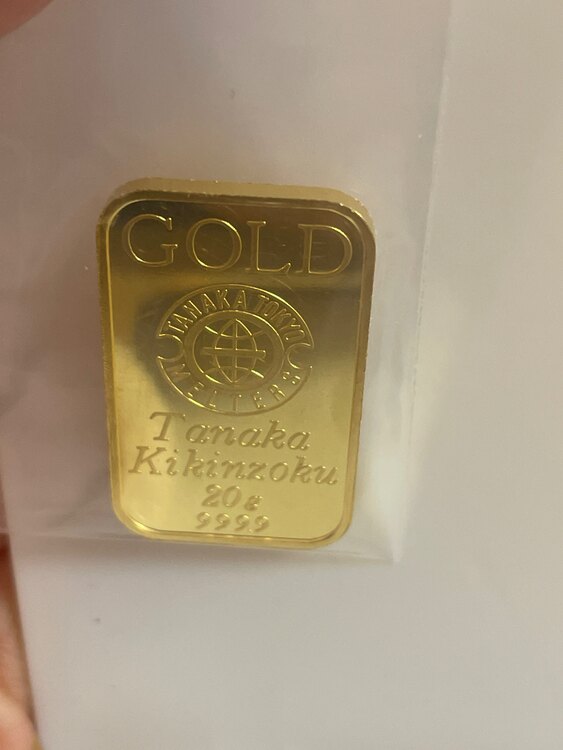 GOLD
TANAKA TOKYO
MELTERS
Tanaka
Kikinzoku
20g
9999